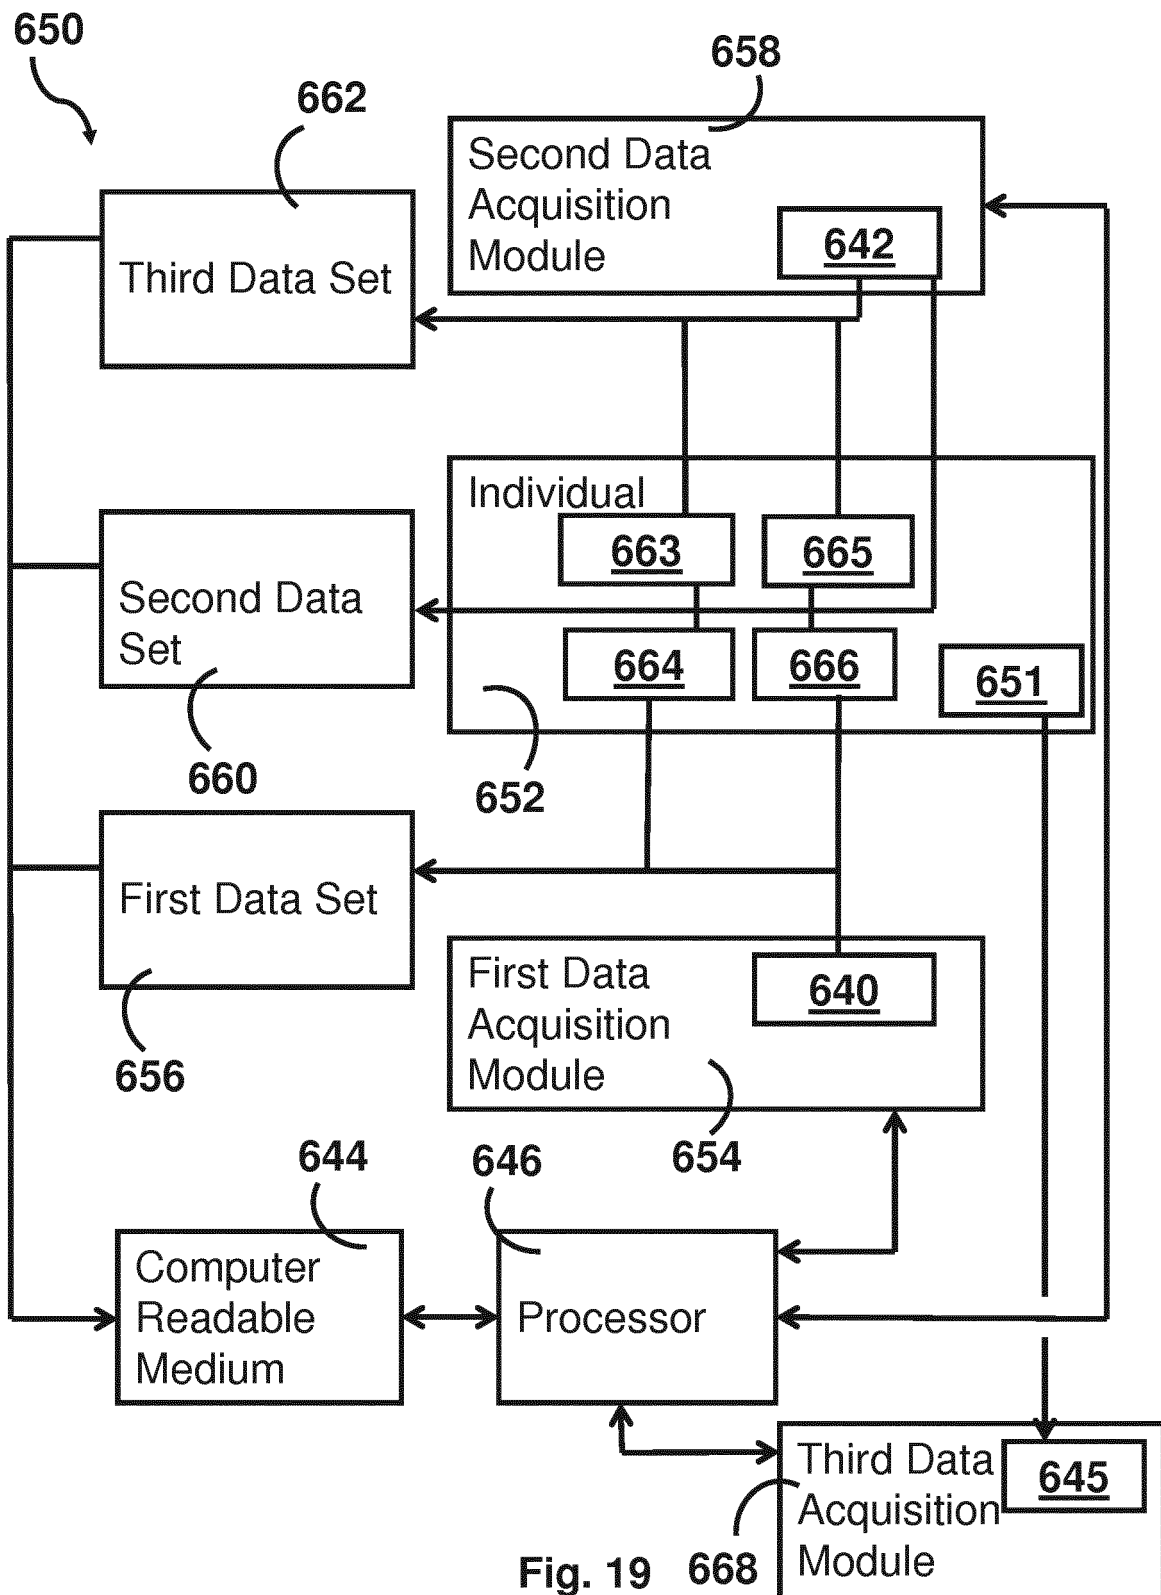 650
658
662
Second Data
Acquisition
Module
642
Third Data Set
Individual
663
665
Second Data
Set
664
666
651
660
652
First Data Set
First Data
Acquisition
Module
640
656
654
644
646
Computer
Readable
Medium
Processor
Third Data
Acquisition
Module
645
668
Fig. 19